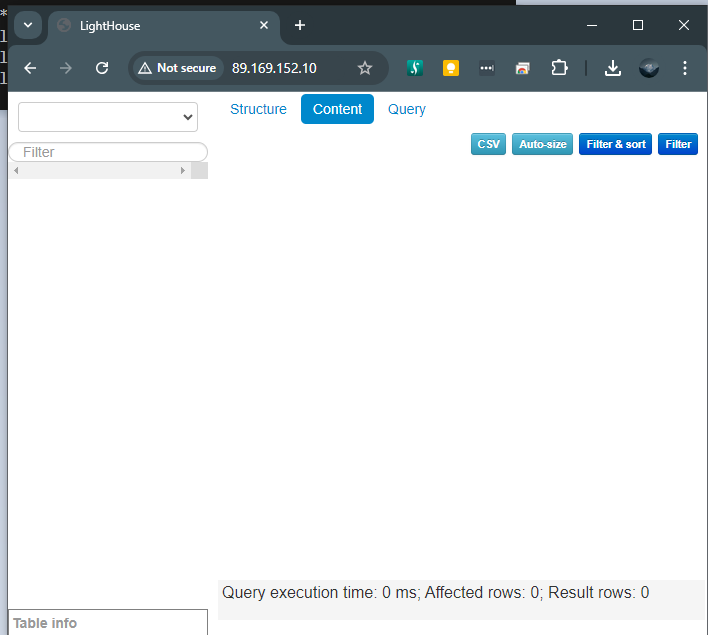 LightHouse
Not secure
89.169.152.10
Structure
Content
Query
CSV
Auto-size
Filter & sort
Filter
Filter
Query execution time: 0 ms; Affected rows: 0; Result rows: 0
Table info